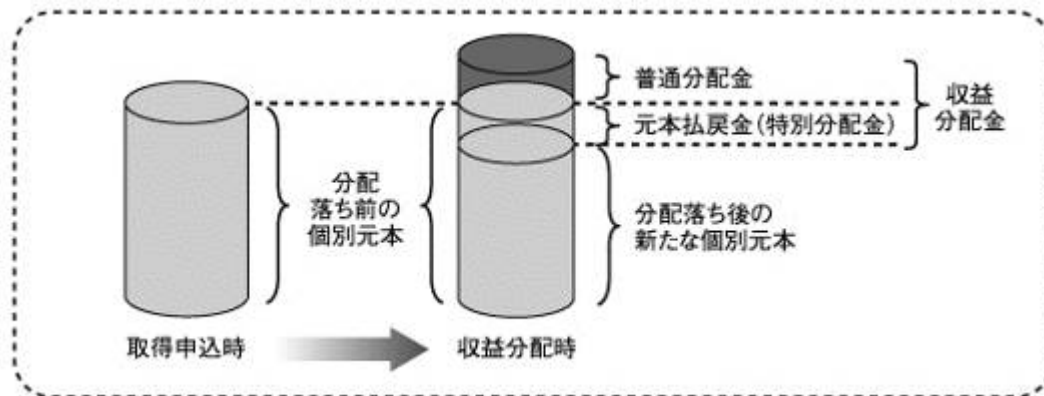 普通分配金
元本払戻金(特別分配金)
収益
分配金
分配
落ち前の
個別元本
分配落ち後の
新たな個別元本
取得申込時
収益分配時